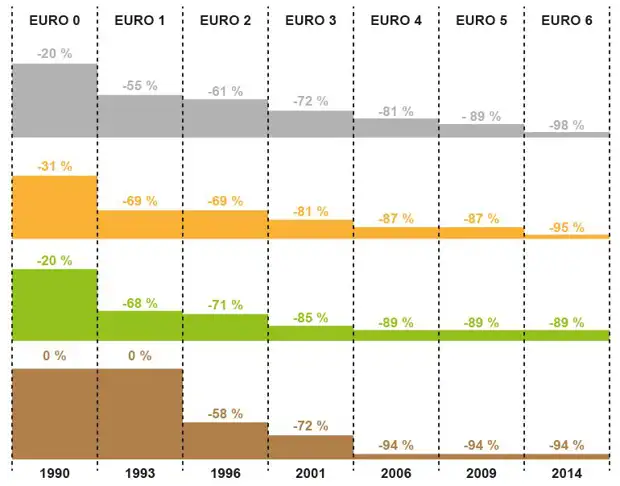 EURO 0 EURO 1 EURO 2 EURO 3 EURO 4 EURO 5 EURO 6
-20 % -55 % -61 % -72 % -81 % - 89 % -98 %
-31 % -69 % -69 % -81 % -87 % -87 % -95 %
-20 % -68 % -71 % -85 % -89 % -89 % -89 %
0 % 0 % -58 % -72 % -94 % -94 % -94 %
1990 1993 1996 2001 2006 2009 2014